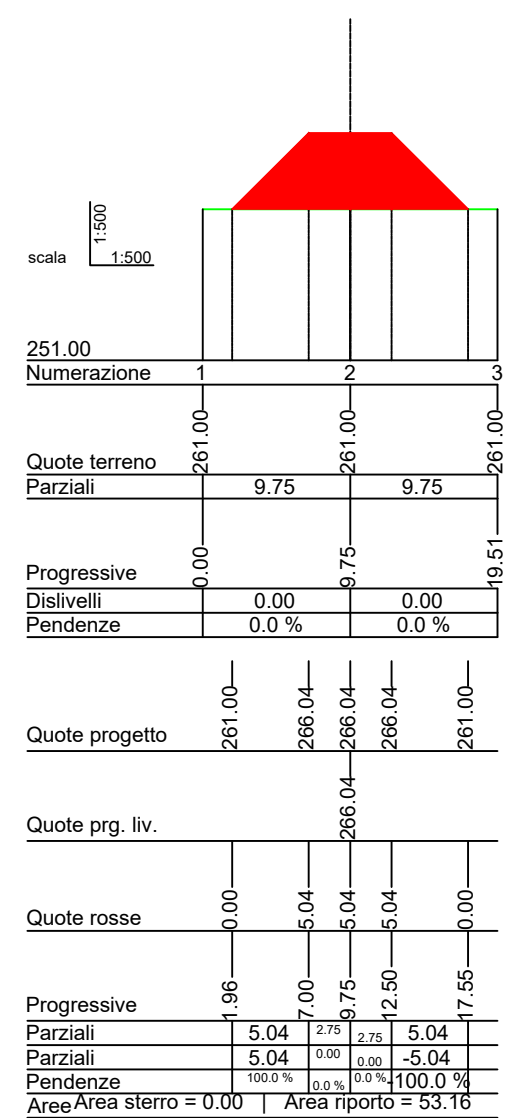 1:500
scala 1:500
251.00
Numerazione 1 2 3
Quote terreno 261.00 261.00 261.00
Parziali 9.75 9.75
Progressive 0.00 9.75 19.51
Dislivelli 0.00 0.00
Pendenze 0.0 % 0.0 %
Quote progetto 261.00 266.04 266.04 266.04 261.00
Quote prg. liv. 266.04
Quote rosse 0.00 5.04 5.04 5.04 0.00
Progressive 1.96 7.00 9.75 12.50 17.55
Parziali 5.04 2.75 2.75 5.04
Parziali 5.04 0.00 0.00 -5.04
Pendenze 100.0 % 0.0 % 0.0 % -100.0 %
Aree Area sterro = 0.00 | Area riporto = 53.16